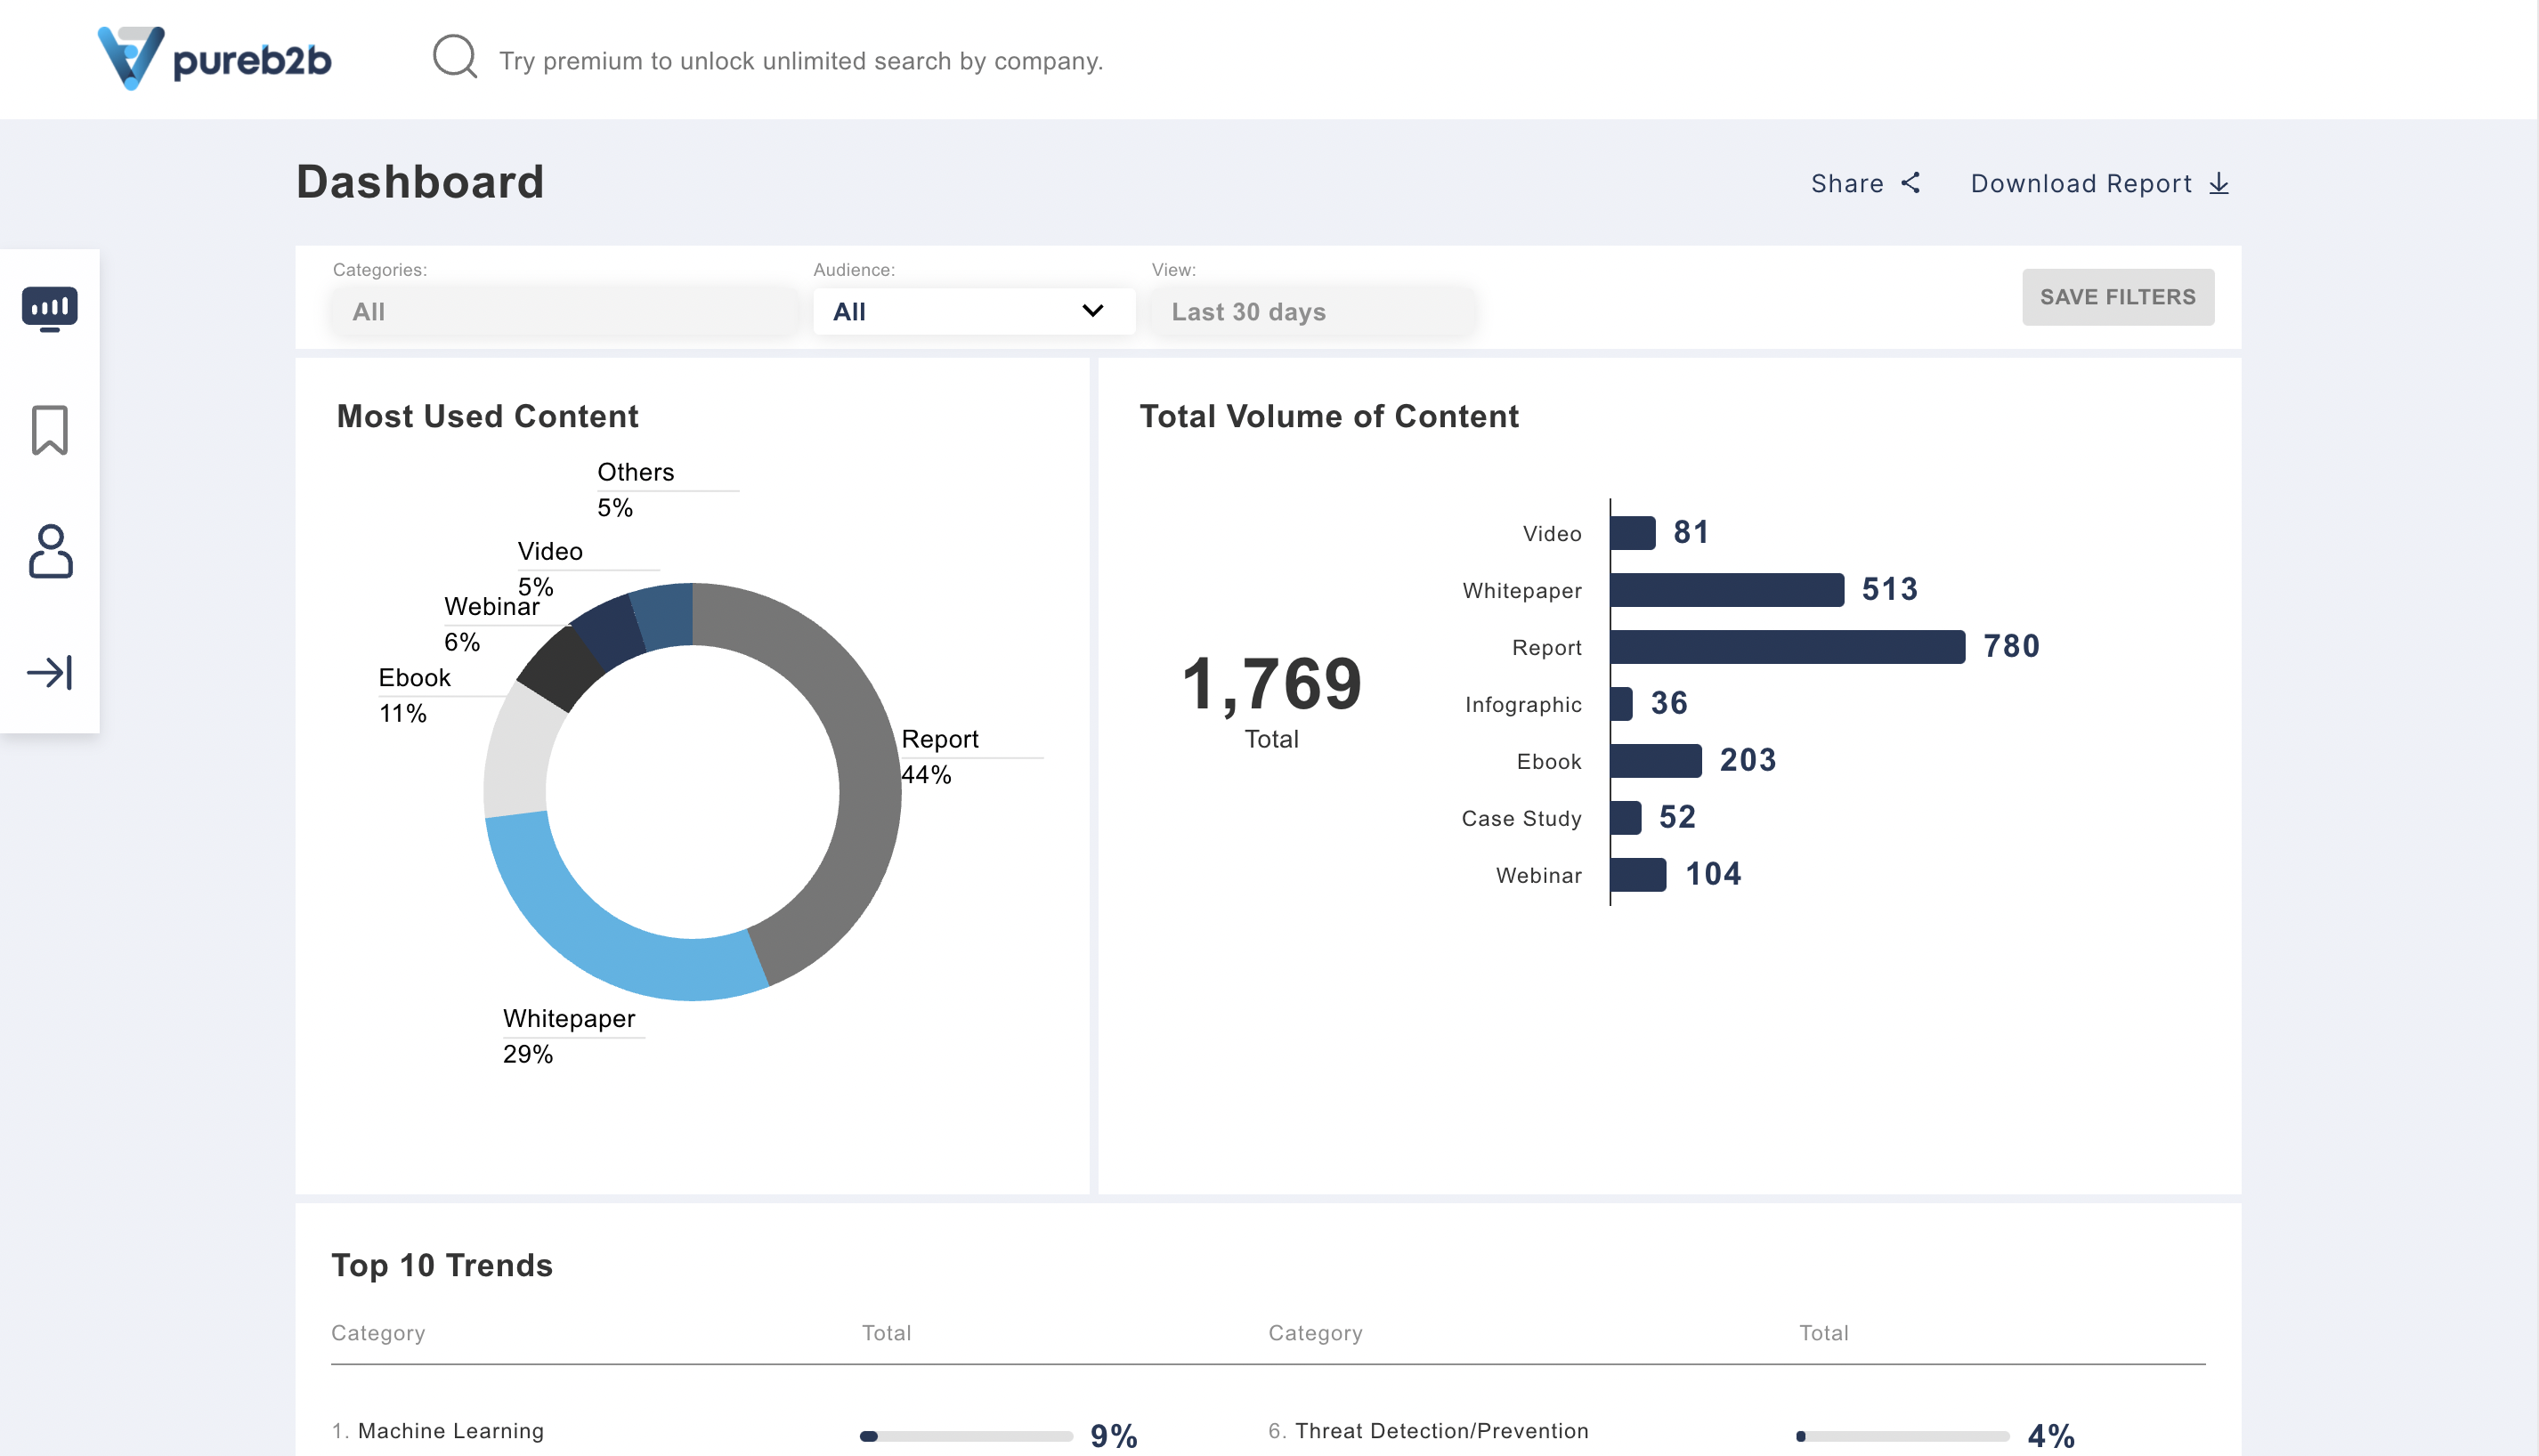 pureb2b
Try premium to unlock unlimited search by company.
Dashboard
Share
Download Report
Categories:
All
Audience:
All
View:
Last 30 days
SAVE FILTERS
Most Used Content
Others
5%
Video
5%
Webinar
6%
Ebook
11%
Report
44%
Whitepaper
29%
Total Volume of Content
1,769
Total
Video 81
Whitepaper 513
Report 780
Infographic 36
Ebook 203
Case Study 52
Webinar 104
Top 10 Trends
Category Total Category Total
1. Machine Learning 9% 6. Threat Detection/Prevention 4%